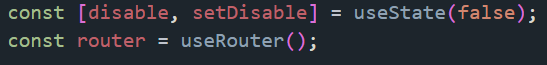 const [disable, setDisable] = useState(false);
const router = useRouter();